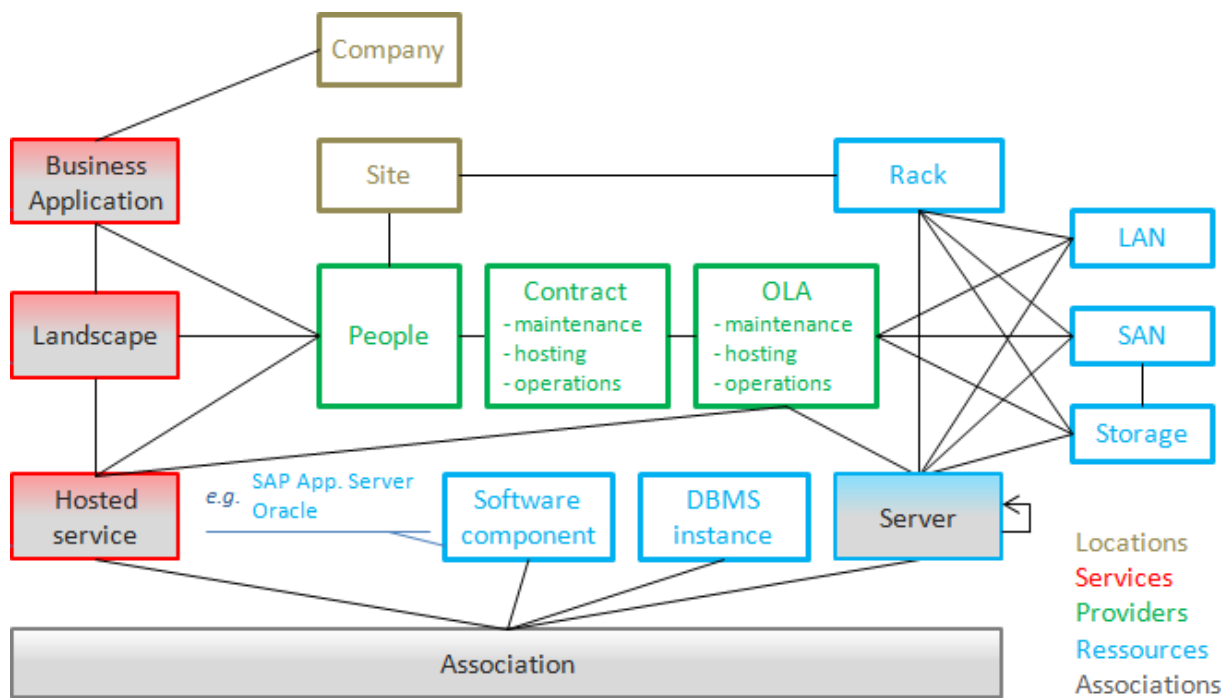 Company
Business
Application
Site
Rack
LAN
Landscape
People
Contract
- maintenance
- hosting
- operations
OLA
- maintenance
- hosting
- operations
SAN
Storage
Hosted
service
e.g. SAP App. Server
Oracle
Software
component
DBMS
instance
Server
Locations
Services
Providers
Ressources
Associations
Association